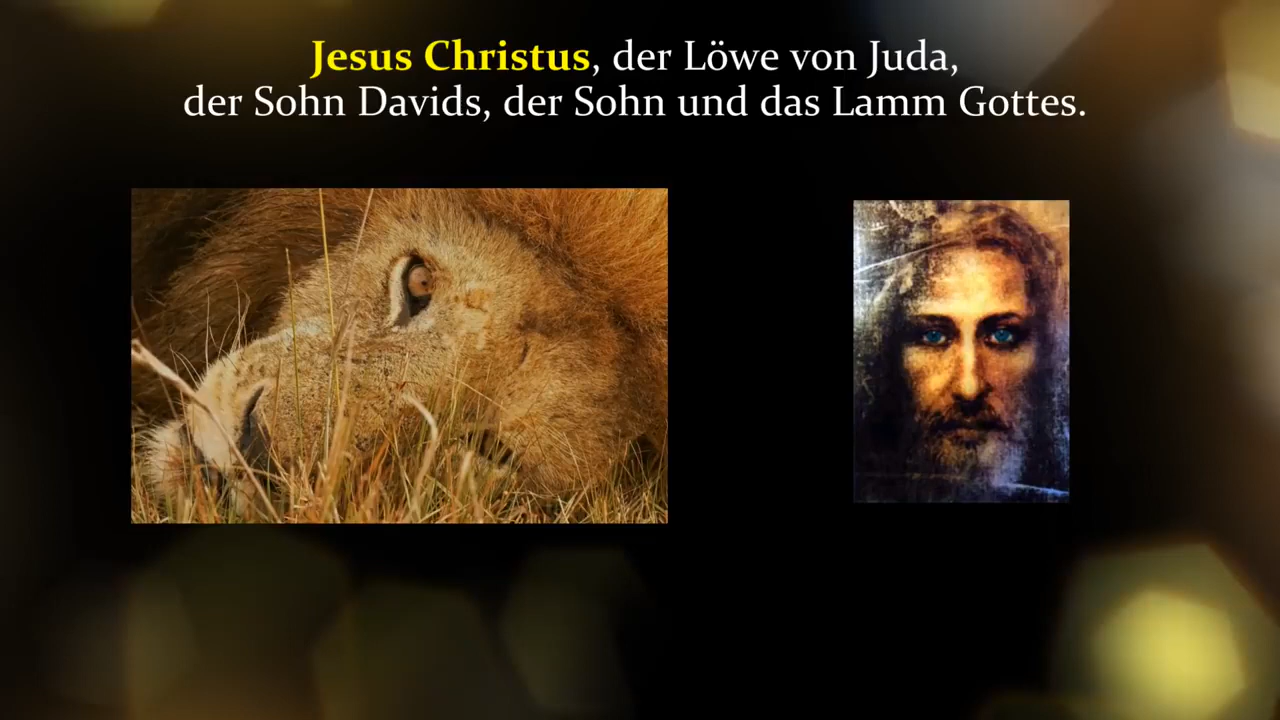 Jesus Christus, der Löwe von Juda,
der Sohn Davids, der Sohn und das Lamm Gottes.